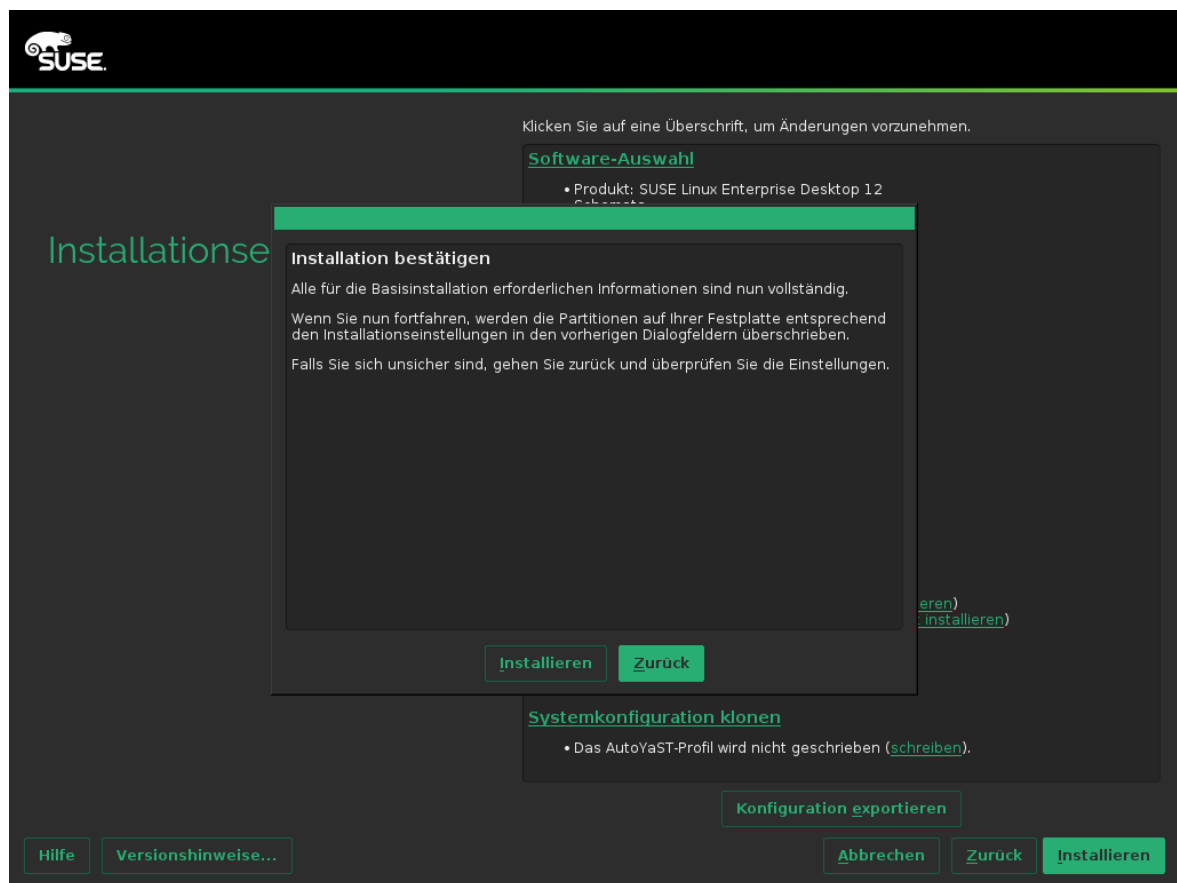 SUSE.
Klicken Sie auf eine Überschrift, um Änderungen vorzunehmen.
Software-Auswahl
• Produkt: SUSE Linux Enterprise Desktop 12
Installationse
Installation bestätigen
Alle für die Basisinstallation erforderlichen Informationen sind nun vollständig.
Wenn Sie nun fortfahren, werden die Partitionen auf Ihrer Festplatte entsprechend
den Installationseinstellungen in den vorherigen Dialogfeldern überschrieben.
Falls Sie sich unsicher sind, gehen Sie zurück und überprüfen Sie die Einstellungen.
eren)
installieren)
Installieren
Zurück
Systemkonfiguration klonen
• Das AutoYaST-Profil wird nicht geschrieben (schreiben).
Konfiguration exportieren
Hilfe
Versionshinweise...
Abbrechen
Zurück
Installieren